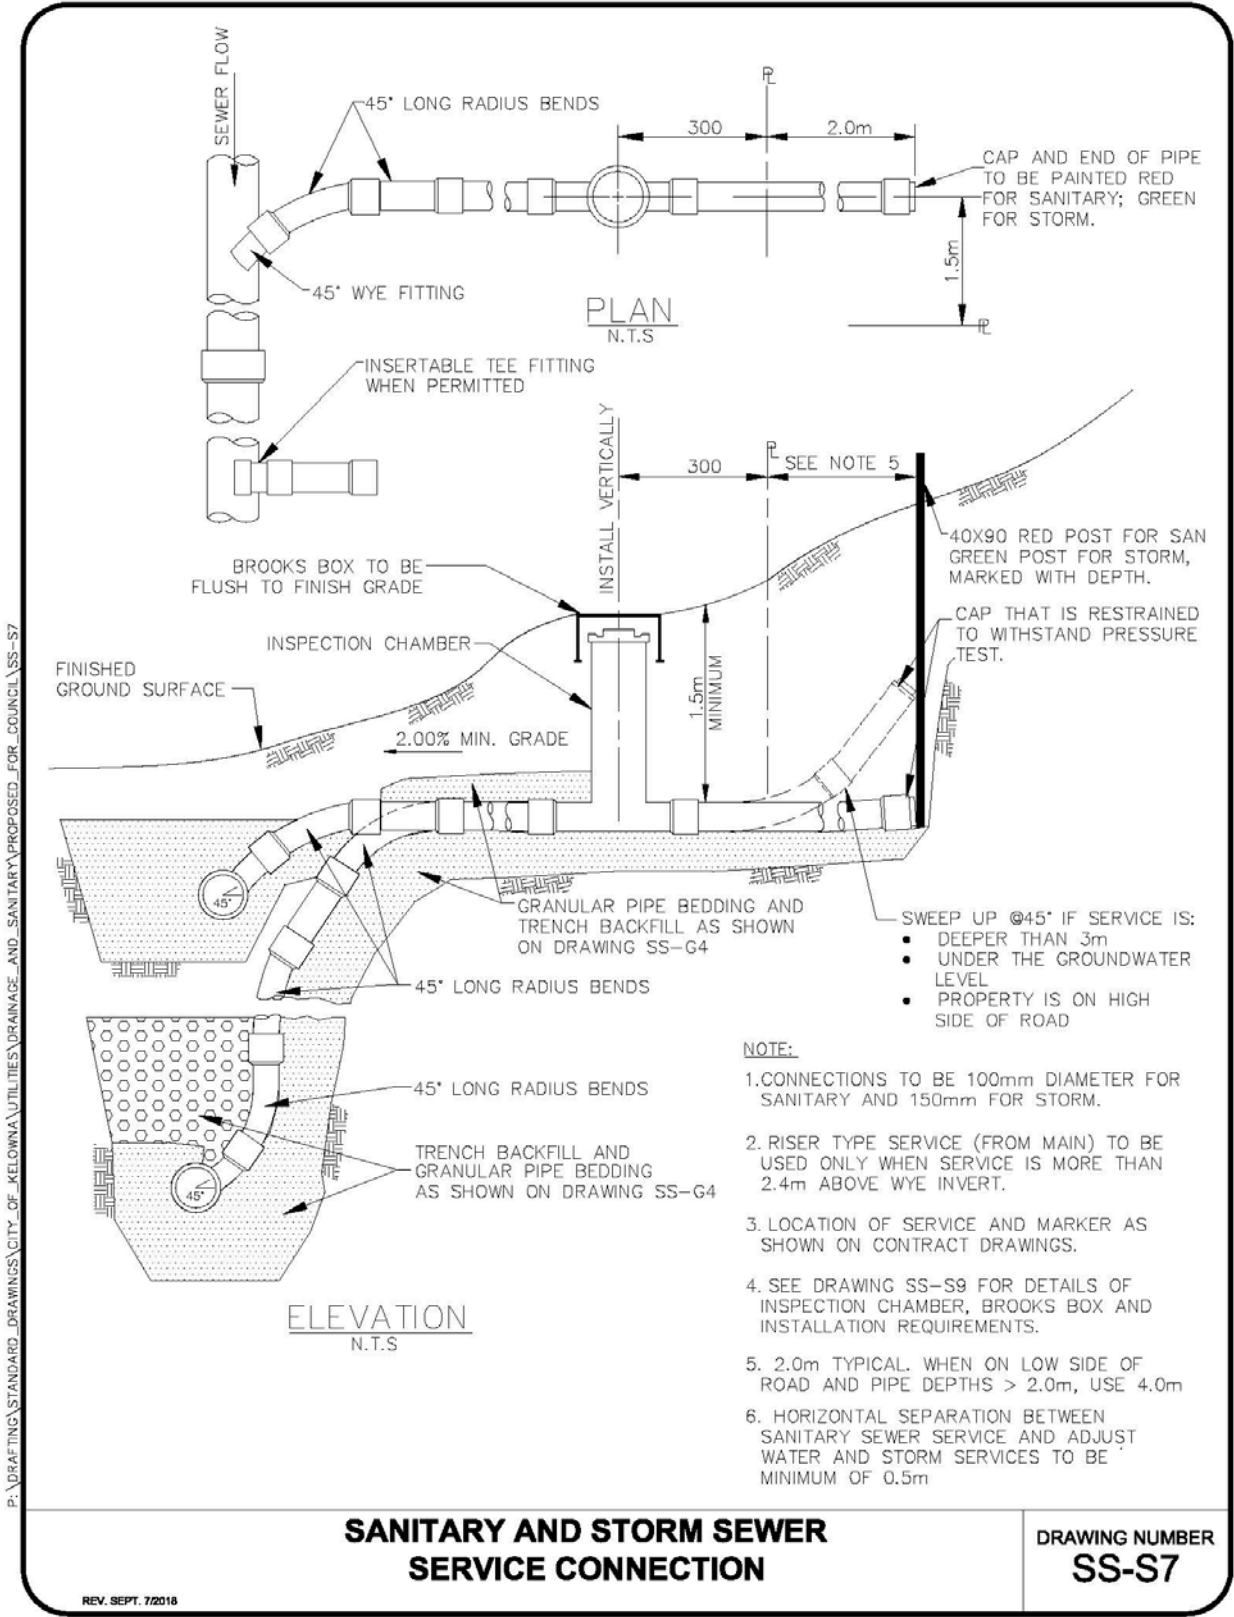 SEWER FLOW
45° LONG RADIUS BENDS
300
℄
2.0m
CAP AND END OF PIPE
TO BE PAINTED RED
FOR SANITARY; GREEN
FOR STORM.
1.5m
45° WYE FITTING
PLAN
N.T.S
INSERTABLE TEE FITTING
WHEN PERMITTED
INSTALL VERTICALLY
300
SEE NOTE 5
BROOKS BOX TO BE
FLUSH TO FINISH GRADE
40X90 RED POST FOR SAN
GREEN POST FOR STORM,
MARKED WITH DEPTH.
INSPECTION CHAMBER
CAP THAT IS RESTRAINED
TO WITHSTAND PRESSURE
TEST.
FINISHED
GROUND SURFACE
1.5m
MINIMUM
2.00% MIN. GRADE
45°
GRANULAR PIPE BEDDING AND
TRENCH BACKFILL AS SHOWN
ON DRAWING SS-G4
SWEEP UP @45° IF SERVICE IS:
• DEEPER THAN 3m
• UNDER THE GROUNDWATER
LEVEL
• PROPERTY IS ON HIGH
SIDE OF ROAD
45° LONG RADIUS BENDS
45° LONG RADIUS BENDS
TRENCH BACKFILL AND
GRANULAR PIPE BEDDING
AS SHOWN ON DRAWING SS-G4
45°
ELEVATION
N.T.S
NOTE:
1.CONNECTIONS TO BE 100mm DIAMETER FOR
SANITARY AND 150mm FOR STORM.
2. RISER TYPE SERVICE (FROM MAIN) TO BE
USED ONLY WHEN SERVICE IS MORE THAN
2.4m ABOVE WYE INVERT.
3. LOCATION OF SERVICE AND MARKER AS
SHOWN ON CONTRACT DRAWINGS.
4. SEE DRAWING SS-S9 FOR DETAILS OF
INSPECTION CHAMBER, BROOKS BOX AND
INSTALLATION REQUIREMENTS.
5. 2.0m TYPICAL. WHEN ON LOW SIDE OF
ROAD AND PIPE DEPTHS > 2.0m, USE 4.0m
6. HORIZONTAL SEPARATION BETWEEN
SANITARY SEWER SERVICE AND ADJUST
WATER AND STORM SERVICES TO BE
MINIMUM OF 0.5m
P:\DRAFTING\STANDARD_DRAWINGS\CITY_OF_KELOWNA\UTILITIES\DRAINAGE_AND_SANITARY\PROPOSED_FOR_COUNCIL\SS-S7
SANITARY AND STORM SEWER
SERVICE CONNECTION
DRAWING NUMBER
SS-S7
REV. SEPT. 7/2018